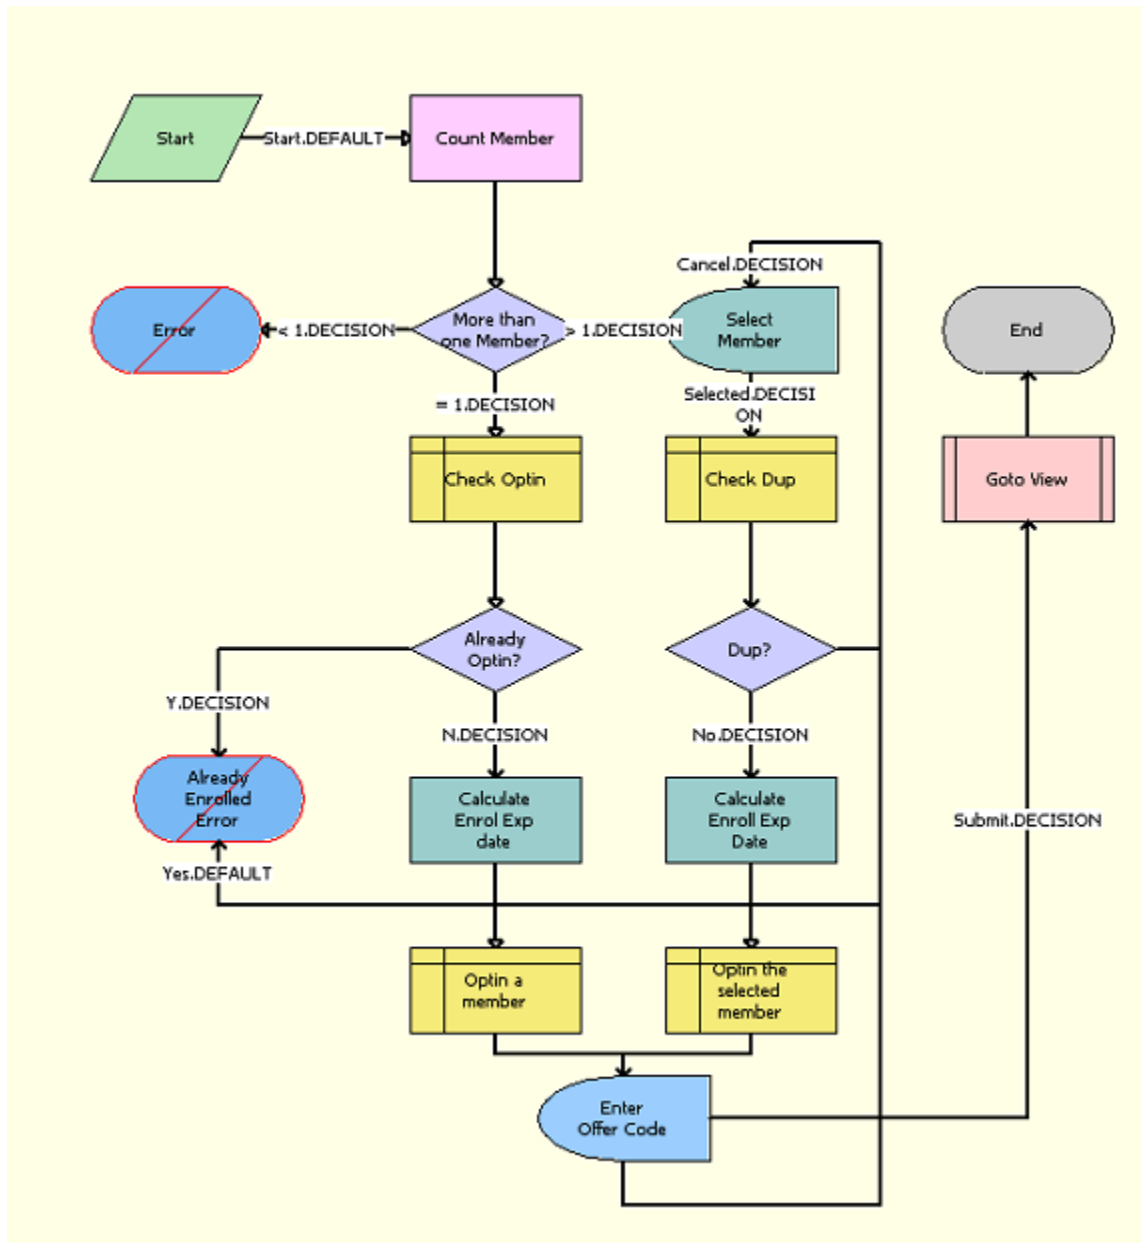 Start
Start.DEFAULT
Count Member
Cancel.DECISION
Error
< 1.DECISION
More than
one Member?
> 1.DECISION
Select
Member
End
= 1.DECISION
Selected.DECISI
ON
Check Optin
Check Dup
Goto View
Already
Optin?
Dup?
Y.DECISION
N.DECISION
No.DECISION
Already
Enrolled
Error
Calculate
Enrol Exp
date
Calculate
Enroll Exp
Date
Submit.DECISION
Yes.DEFAULT
Optin a
member
Optin the
selected
member
Enter
Offer Code